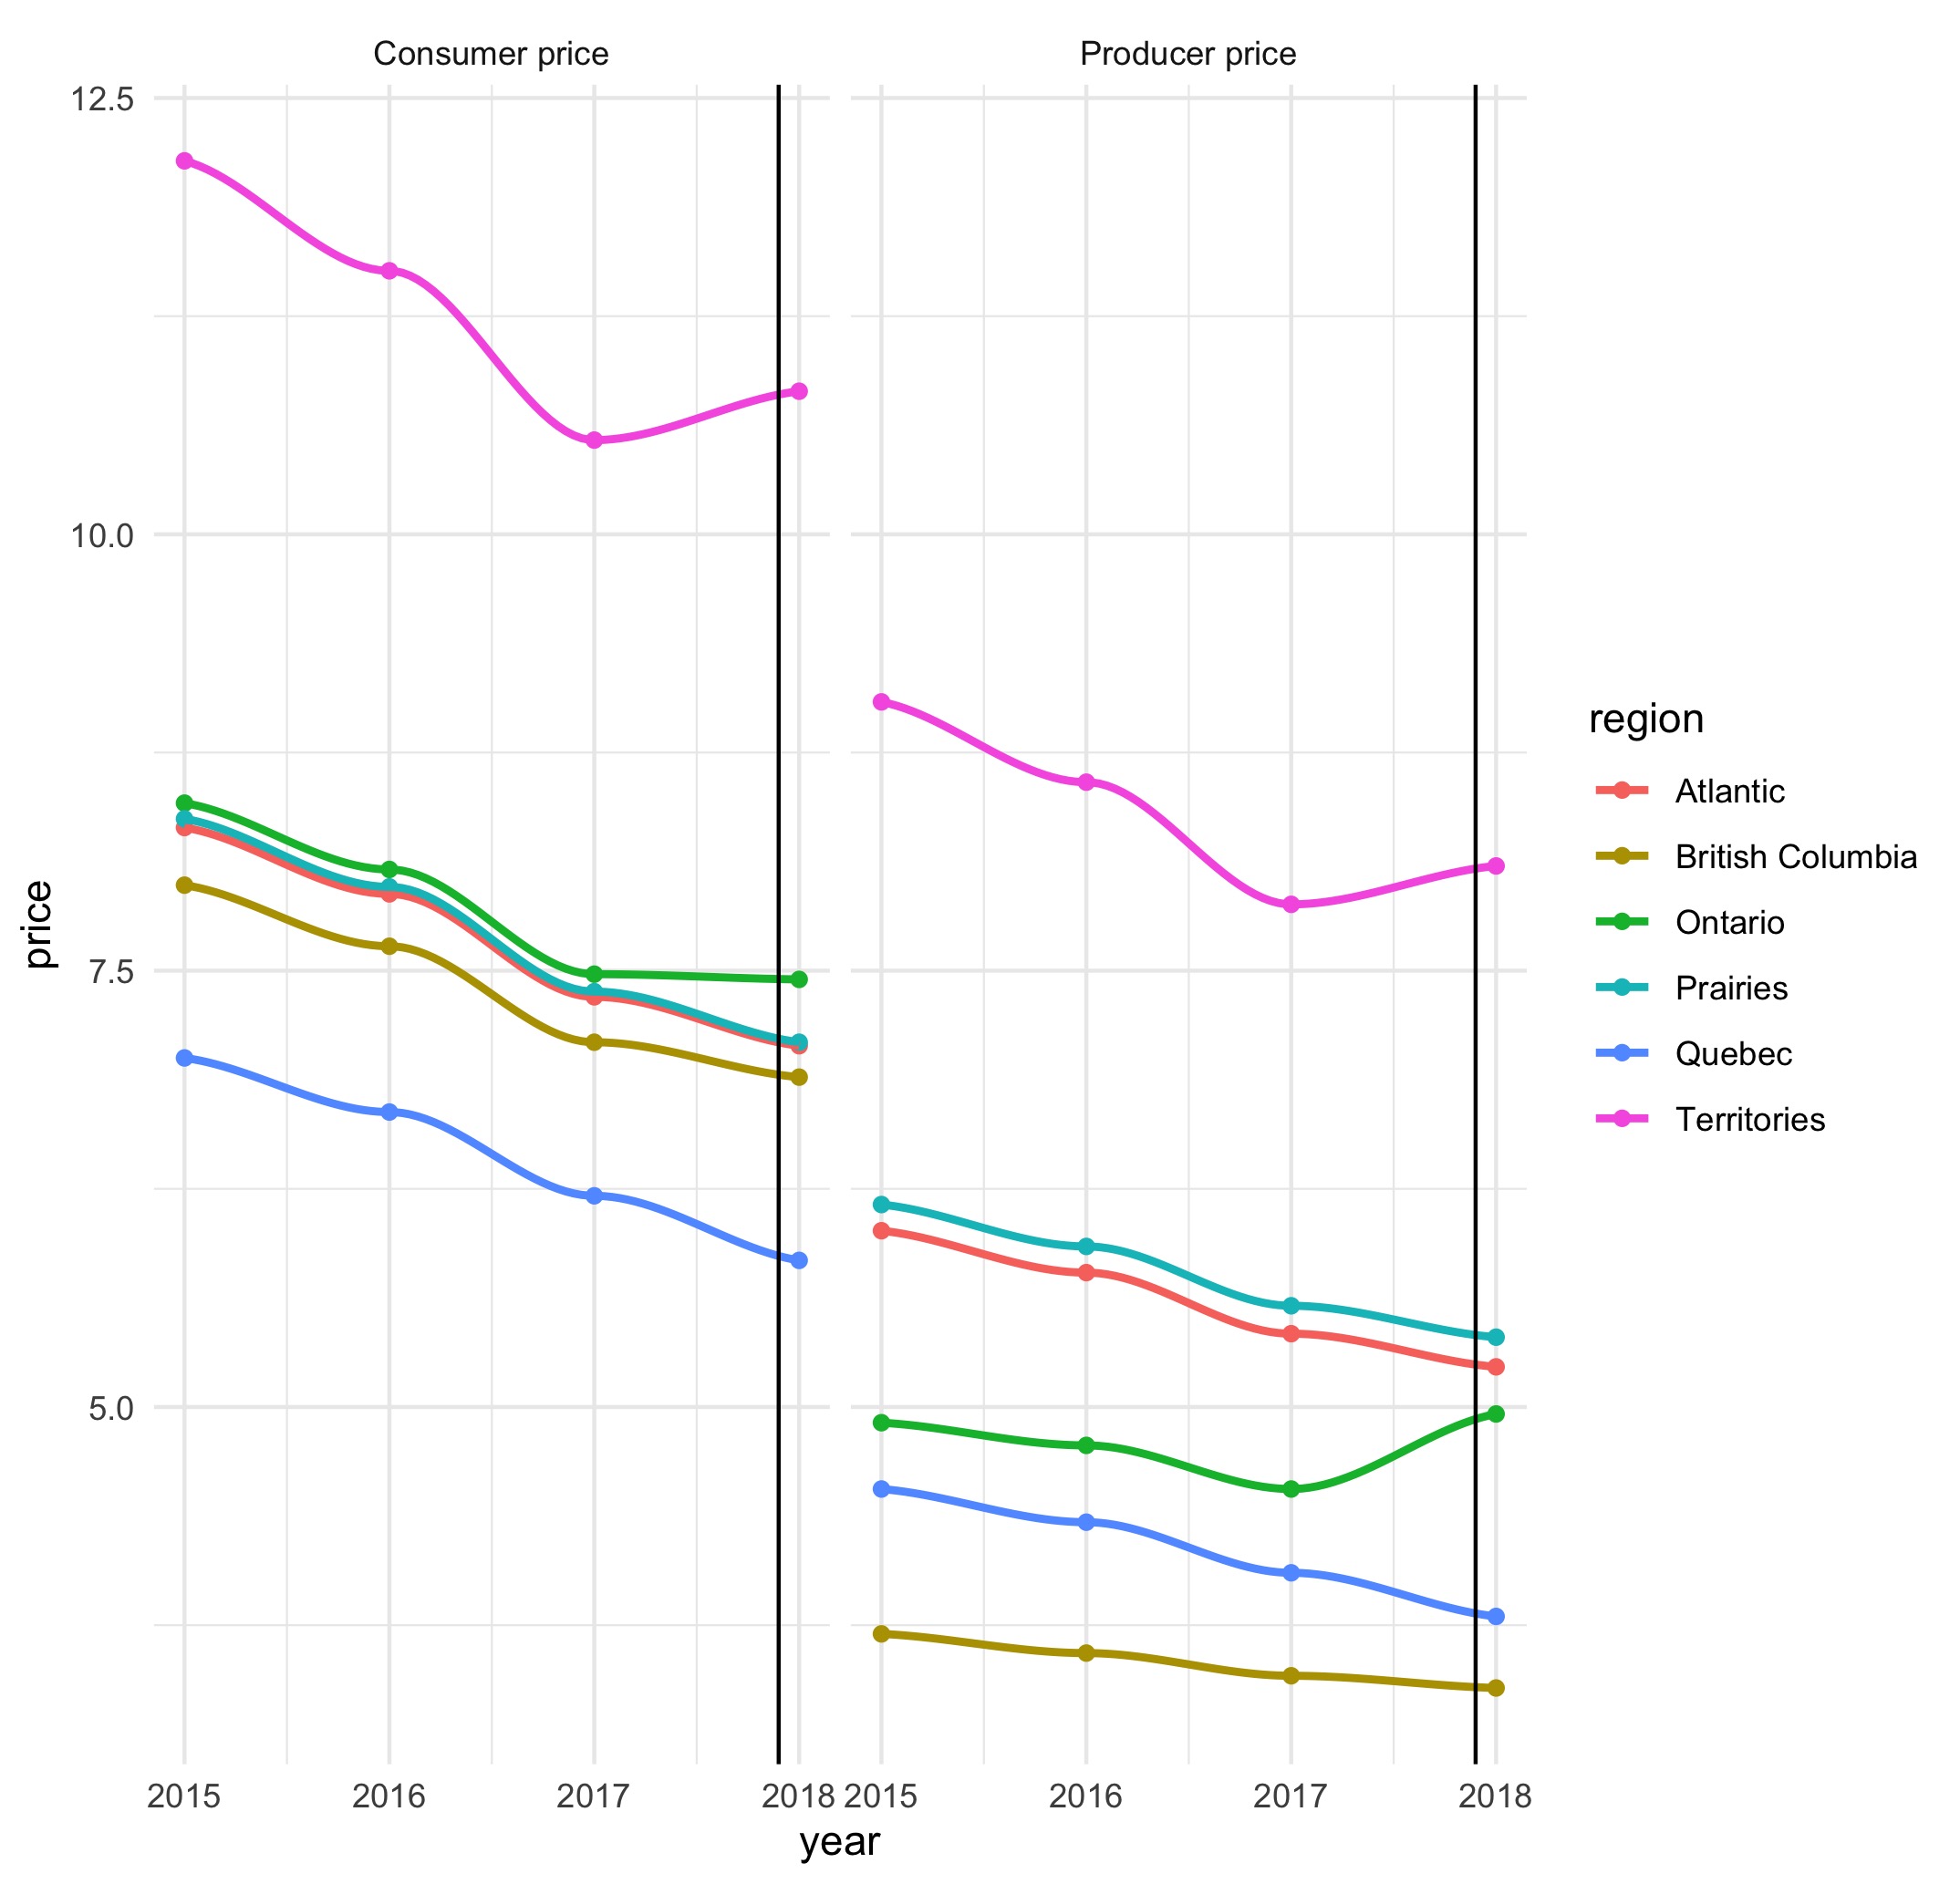 Consumer price
Producer price
12.5
10.0
7.5
5.0
price
2015
2016
2017
2018
2015
2016
2017
2018
year
region
Atlantic
British Columbia
Ontario
Prairies
Quebec
Territories